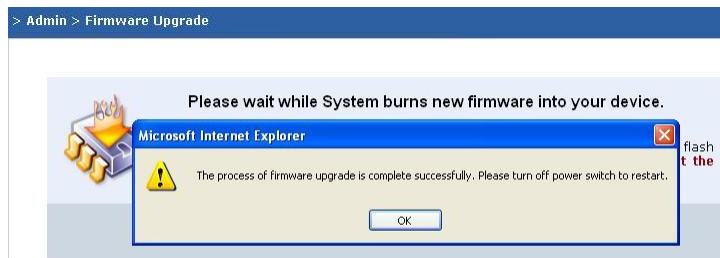 > Admin > Firmware Upgrade
Please wait while System burns new firmware into your device.
Microsoft Internet Explorer
flash
t the
The process of firmware upgrade is complete successfully. Please turn off power switch to restart.
OK